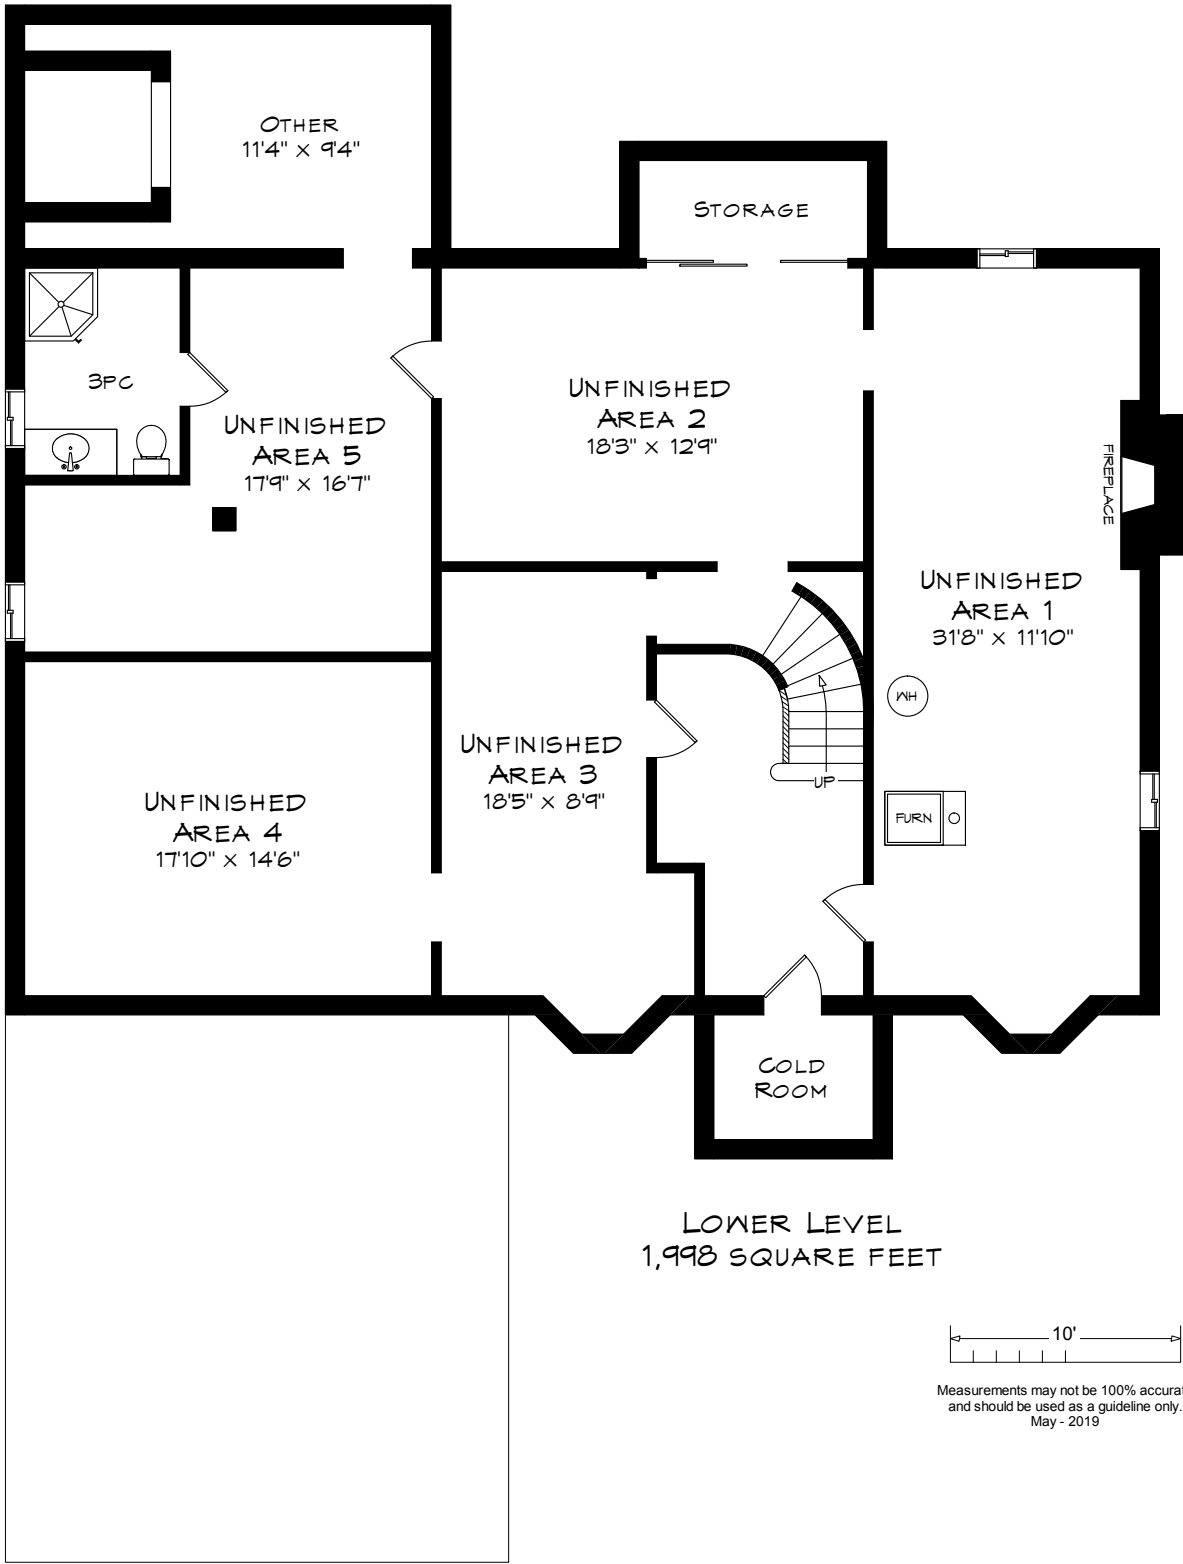 OTHER
11'4" x 9'4"
STORAGE
3PC
UNFINISHED
AREA 5
17'9" x 16'7"
UNFINISHED
AREA 2
18'3" x 12'9"
FIREPLACE
UNFINISHED
AREA 1
31'8" x 11'10"
WH
UNFINISHED
AREA 3
18'5" x 8'9"
UP
FURN
UNFINISHED
AREA 4
17'10" x 14'6"
COLD
ROOM
LOWER LEVEL
1,998 SQUARE FEET
10'
Measurements may not be 100% accurat
and should be used as a guideline only.
May - 2019